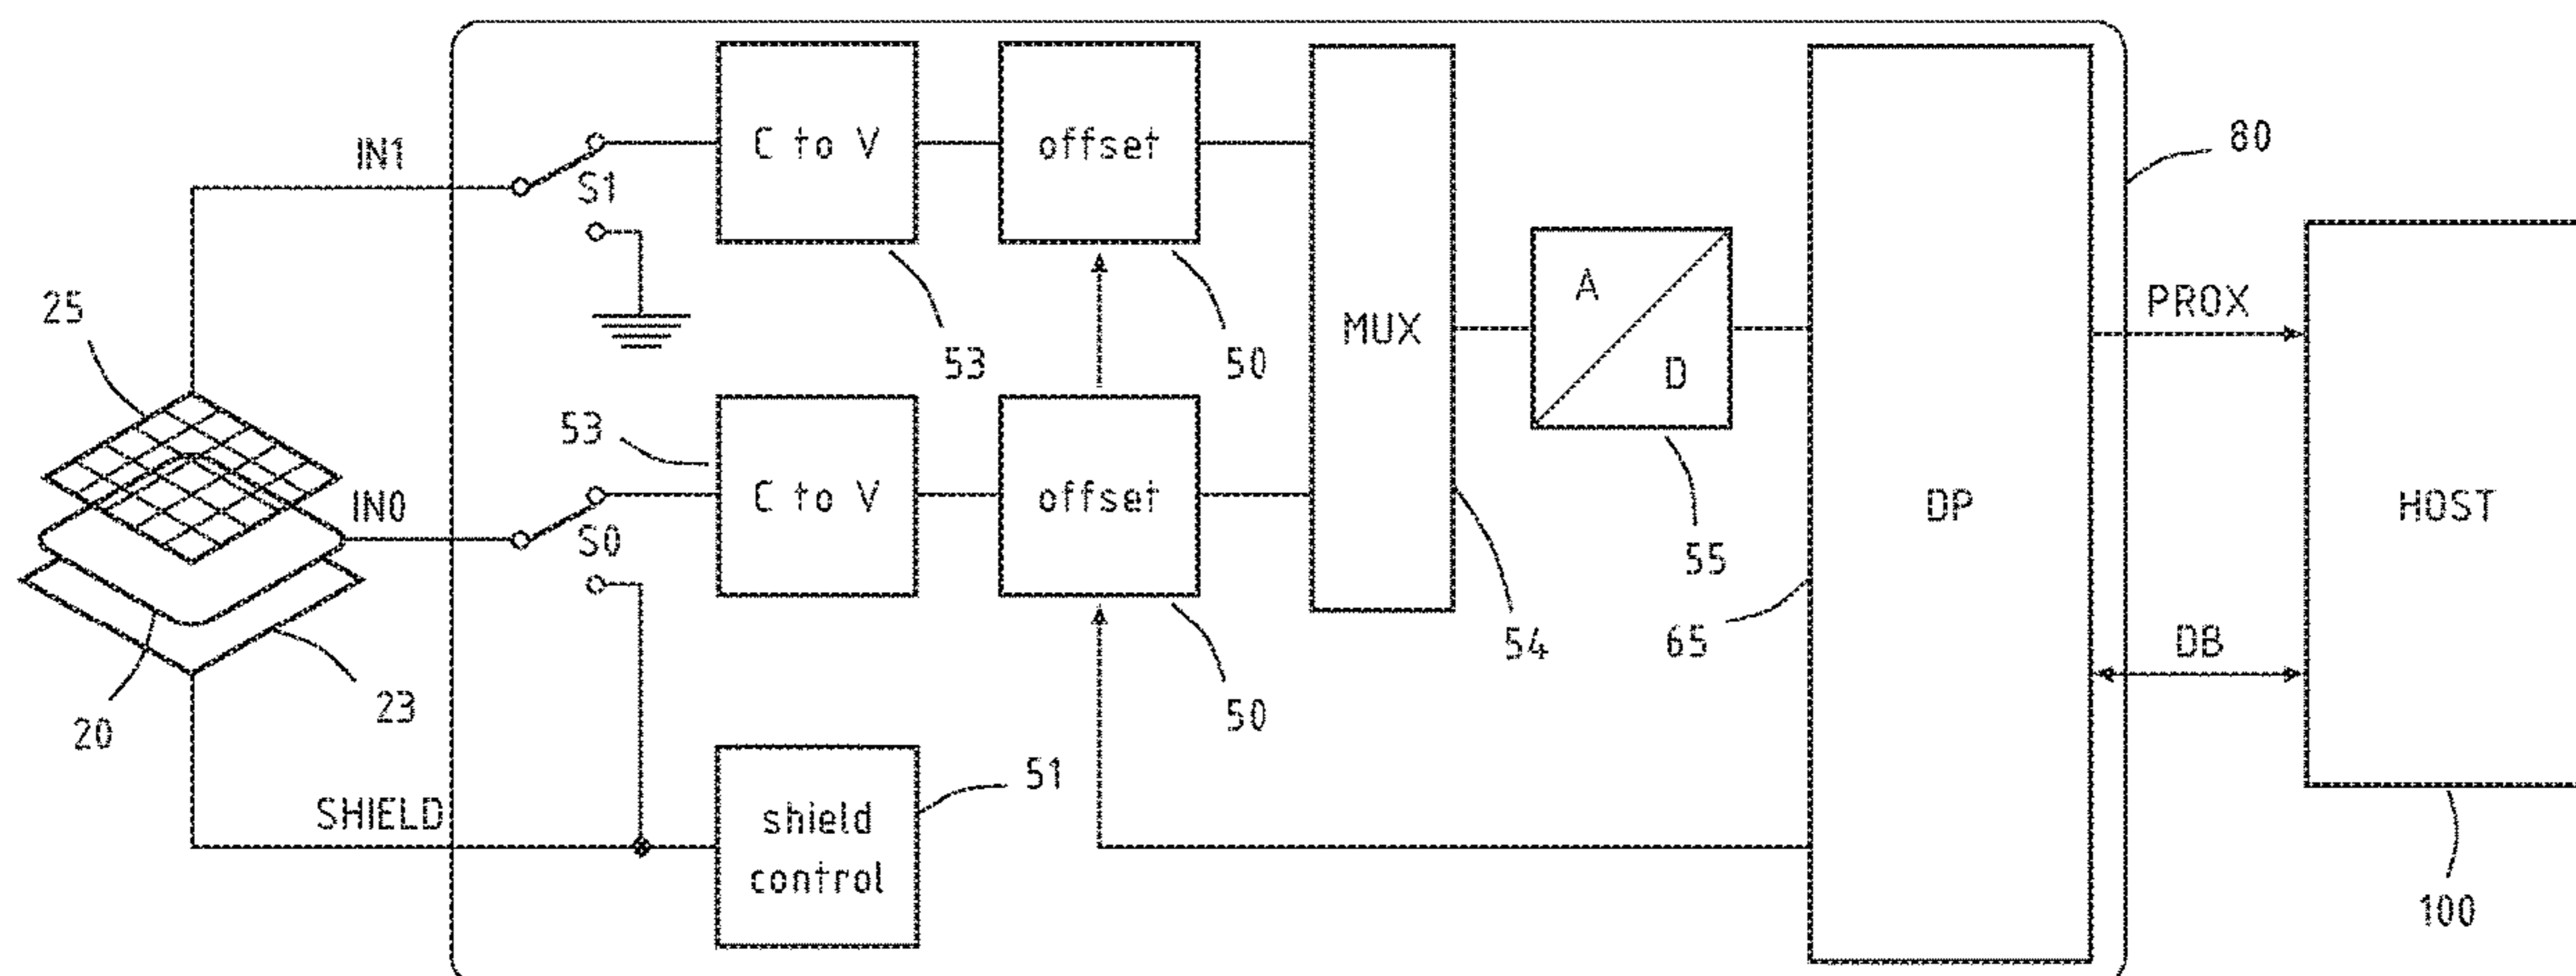 IN1
S1
C to V
offset
80
25
53
50
MUX
A
D
PROX
53
IN0
S0
C to V
offset
DP
HOST
55
54
65
DB
20
23
50
SHIELD
shield
control
51
100